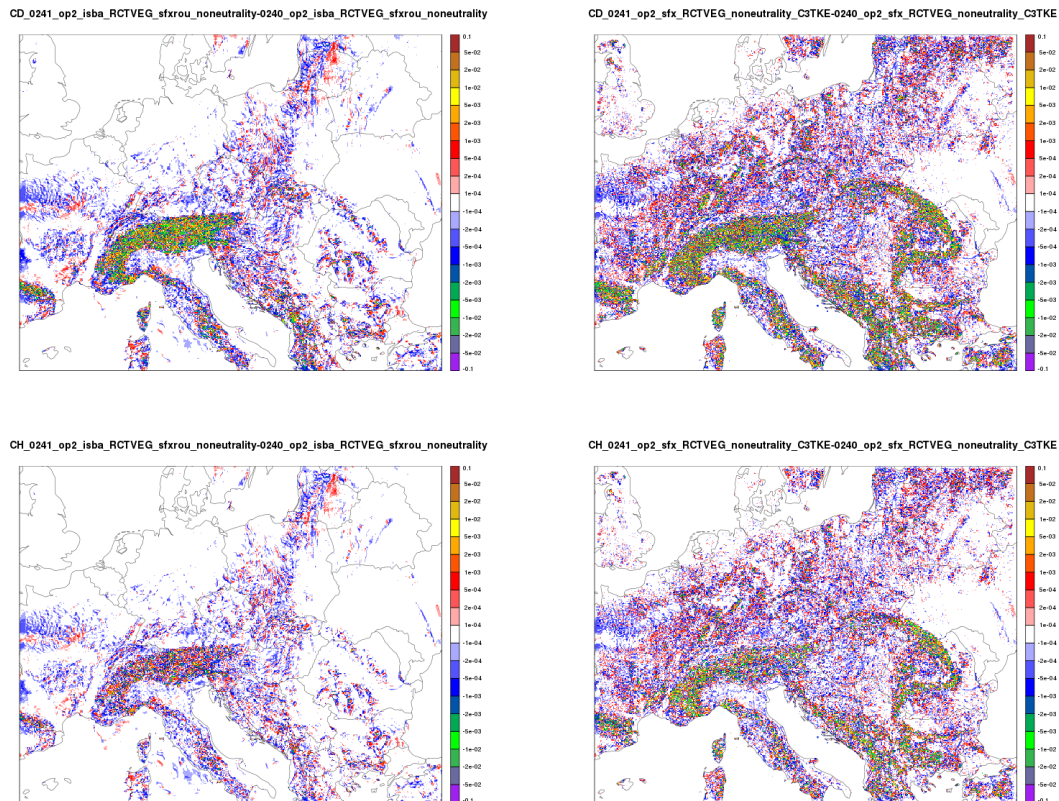 CD_0241_op2_isba_RCTVEG_sfxrou_noneutrality-0240_op2_isba_RCTVEG_sfxrou_noneutrality
0.1
5e-02
2e-02
1e-02
5e-03
2e-03
1e-03
5e-04
2e-04
1e-04
-1e-04
-2e-04
-5e-04
-1e-03
-2e-03
-5e-03
-1e-02
-2e-02
-5e-02
-0.1
CD_0241_op2_sfx_RCTVEG_noneutrality_C3TKE-0240_op2_sfx_RCTVEG_noneutrality_C3TKE
0.1
5e-02
2e-02
1e-02
5e-03
2e-03
1e-03
5e-04
2e-04
1e-04
-1e-04
-2e-04
-5e-04
-1e-03
-2e-03
-5e-03
-1e-02
-2e-02
-5e-02
-0.1
CH_0241_op2_isba_RCTVEG_sfxrou_noneutrality-0240_op2_isba_RCTVEG_sfxrou_noneutrality
0.1
5e-02
2e-02
1e-02
5e-03
2e-03
1e-03
5e-04
2e-04
1e-04
-1e-04
-2e-04
-5e-04
-1e-03
-2e-03
-5e-03
-1e-02
-2e-02
-5e-02
-0.1
CH_0241_op2_sfx_RCTVEG_noneutrality_C3TKE-0240_op2_sfx_RCTVEG_noneutrality_C3TKE
0.1
5e-02
2e-02
1e-02
5e-03
2e-03
1e-03
5e-04
2e-04
1e-04
-1e-04
-2e-04
-5e-04
-1e-03
-2e-03
-5e-03
-1e-02
-2e-02
-5e-02
-0.1